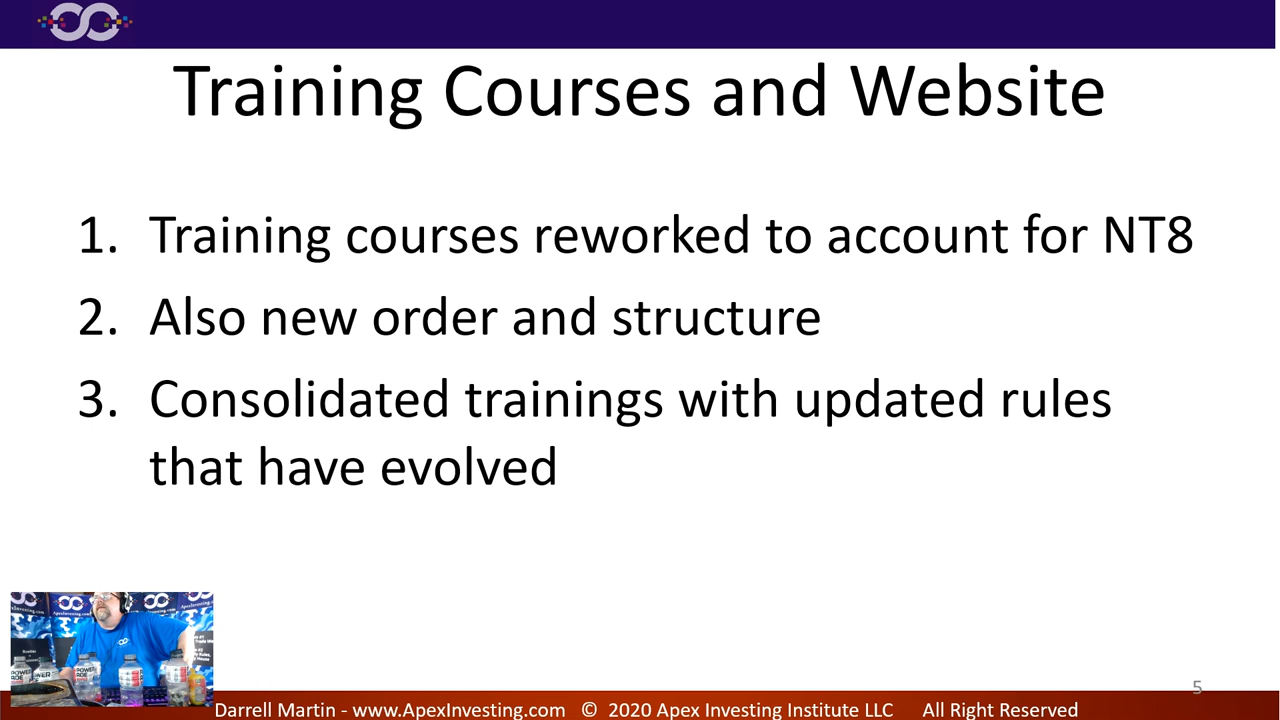 Training Courses and Website
1. Training courses reworked to account for NT8
2. Also new order and structure
3. Consolidated trainings with updated rules
that have evolved
5
Darrell Martin - www.ApexInvesting.com © 2020 Apex Investing Institute LLC All Right Reserved